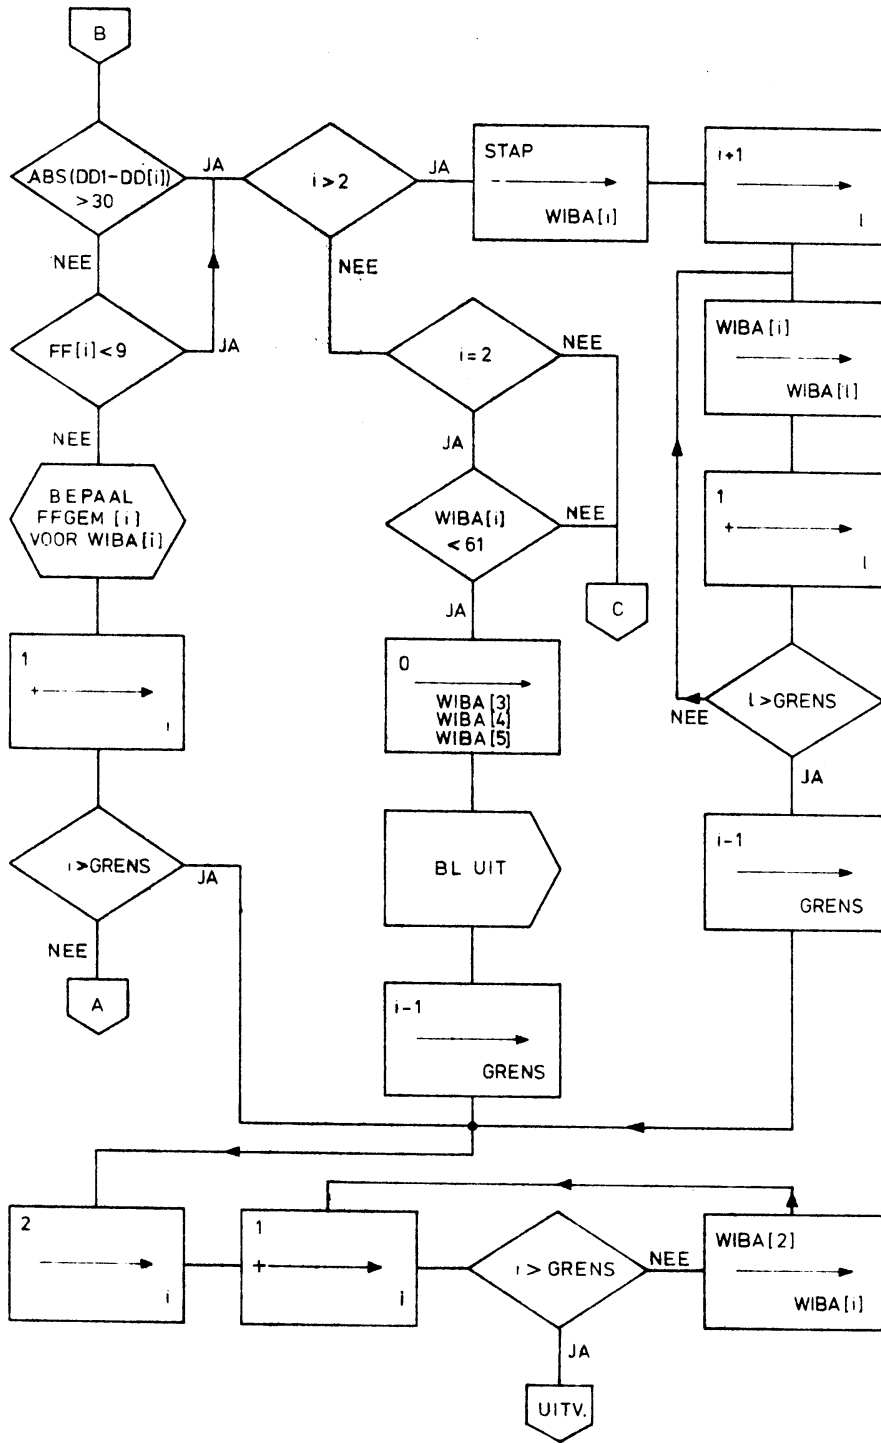 B
ABS(DD1-DD[i])
>30
JA
NEE
i>2
JA
NEE
STAP
WIBA[i]
i+1
l
FF[i]<9
JA
NEE
i=2
NEE
JA
WIBA[i]
WIBA[l]
BEPAAL
FFGEM [i]
VOOR WIBA[i]
WIBA[i]
<61
NEE
JA
C
1
+
l
1
+
i
0
WIBA[3]
WIBA[4]
WIBA[5]
l>GRENS
NEE
JA
i>GRENS
JA
NEE
A
BL UIT
i-1
GRENS
i-1
GRENS
2
i
1
+
i
i > GRENS
NEE
JA
WIBA[2]
WIBA[i]
UITV.